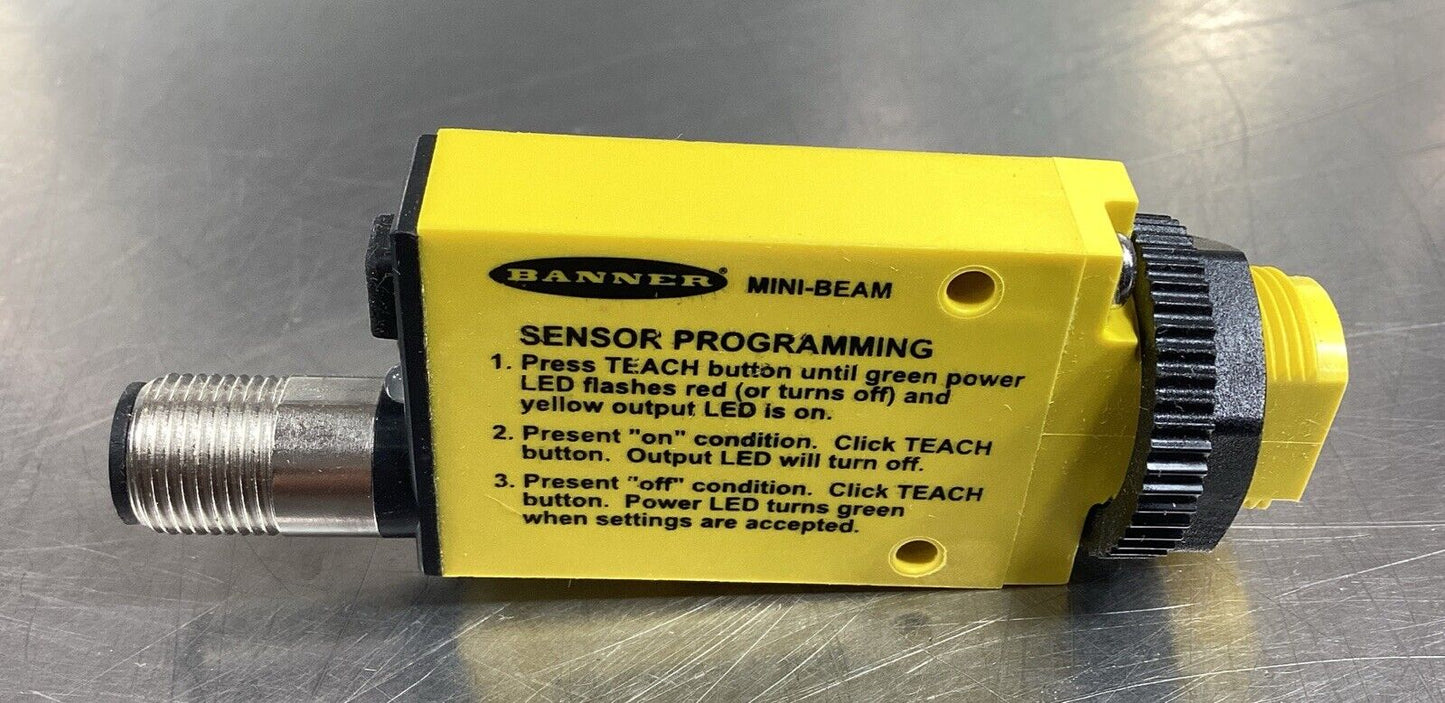 BANNER® MINI-BEAM
SENSOR PROGRAMMING
1. Press TEACH button until green power
LED flashes red (or turns off) and
yellow output LED is on.
2. Present "on" condition. Click TEACH
button. Output LED will turn off.
3. Present "off" condition. Click TEACH
button. Power LED turns green
when settings are accepted.